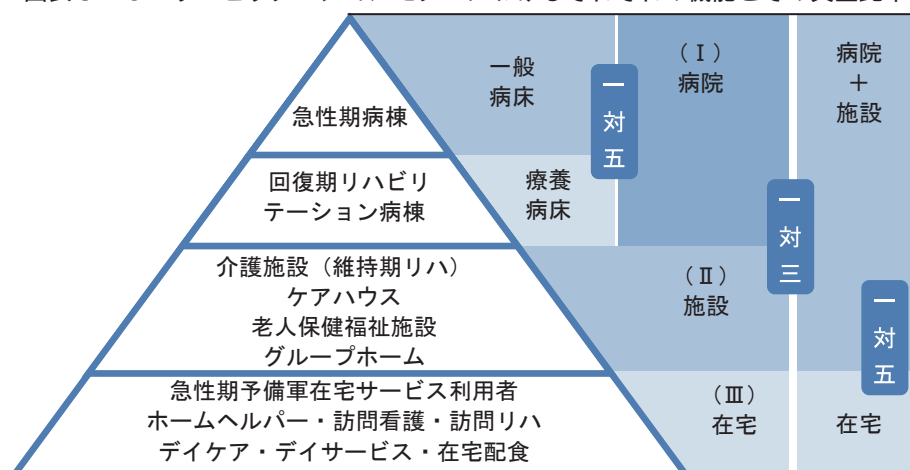 急性期病棟
回復期リハビリ
テーション病棟
介護施設(維持期リハ)
ケアハウス
老人保健福祉施設
グループホーム
急性期予備軍在宅サービス利用者
ホームヘルパー・訪問看護・訪問リハ
デイケア・デイサービス・在宅配食
一般
病床
一対五
療養
病床
(Ⅰ)
病院
一対三
(Ⅱ)
施設
(Ⅲ)
在宅
病院
+
施設
一対五
在宅